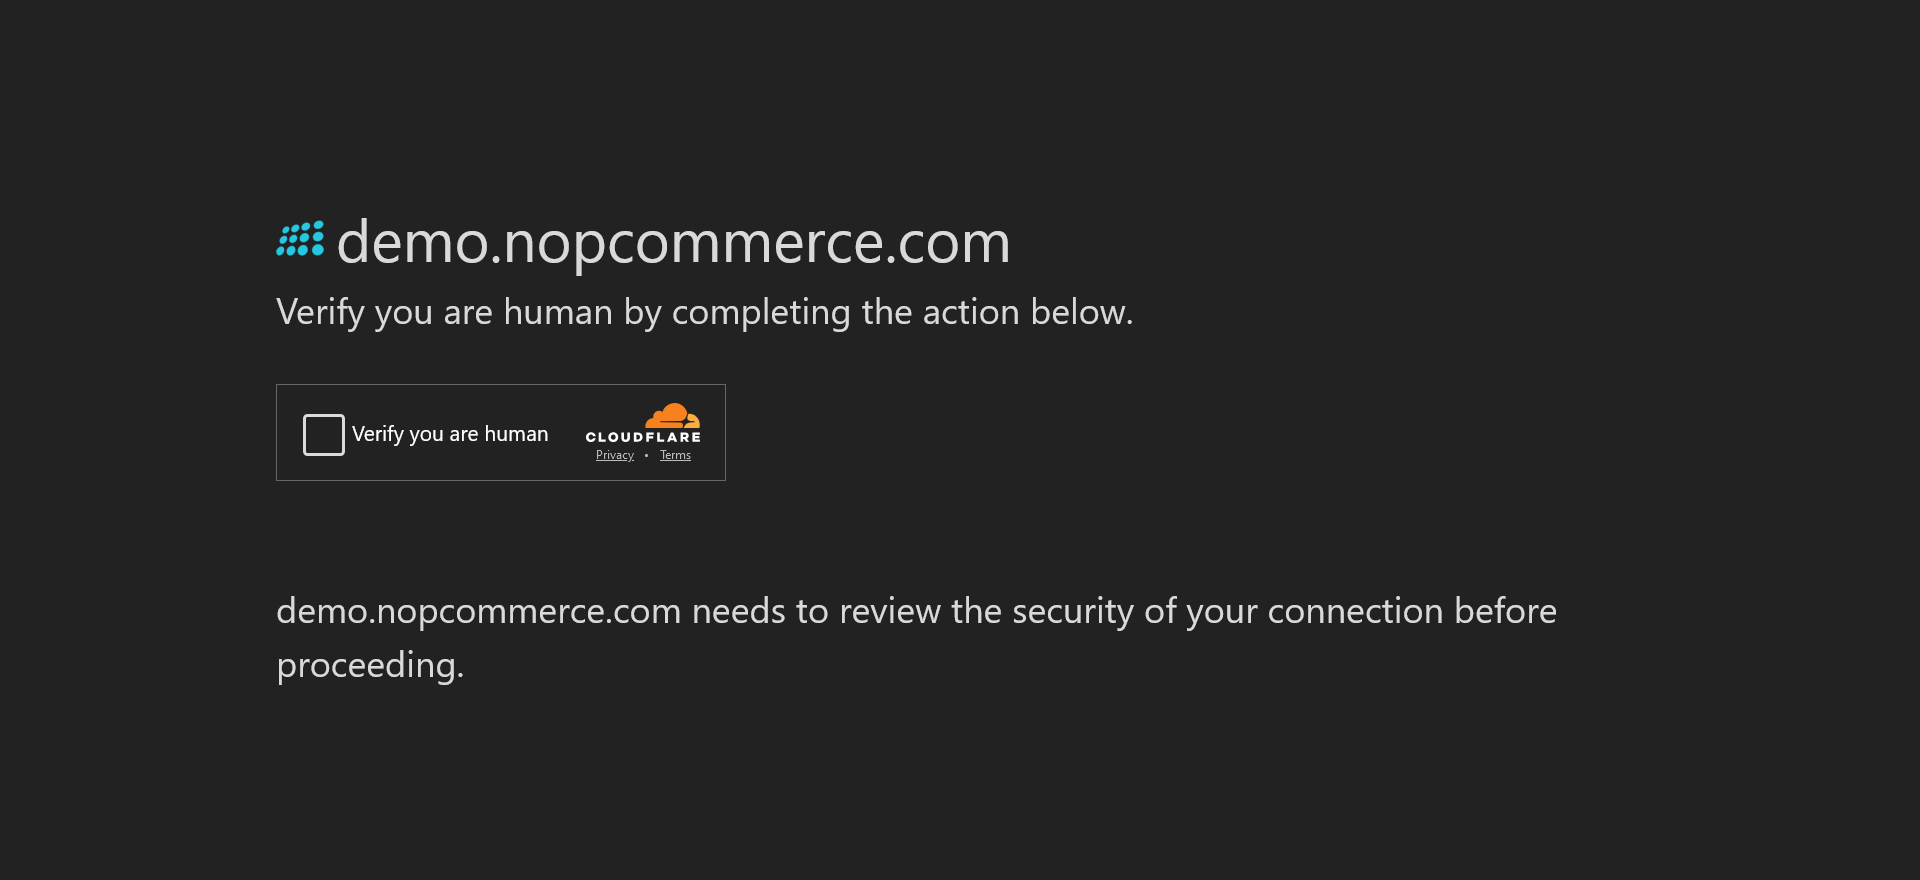 demo.nopcommerce.com
Verify you are human by completing the action below.
Verify you are human
CLOUDFLARE
Privacy • Terms
demo.nopcommerce.com needs to review the security of your connection before
proceeding.